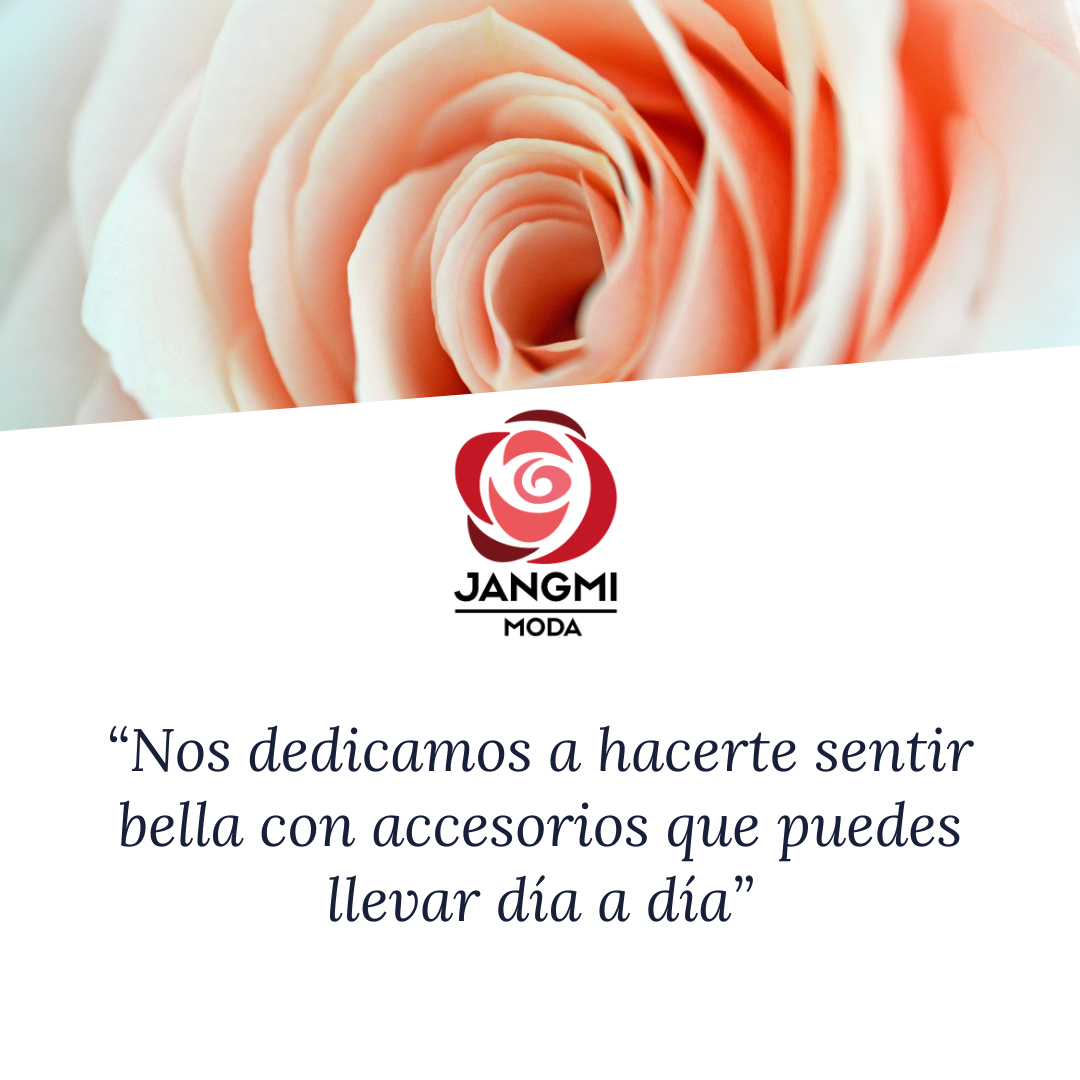 JANGMI
MODA
“Nos dedicamos a hacerte sentir
bella con accesorios que puedes
llevar día a día”